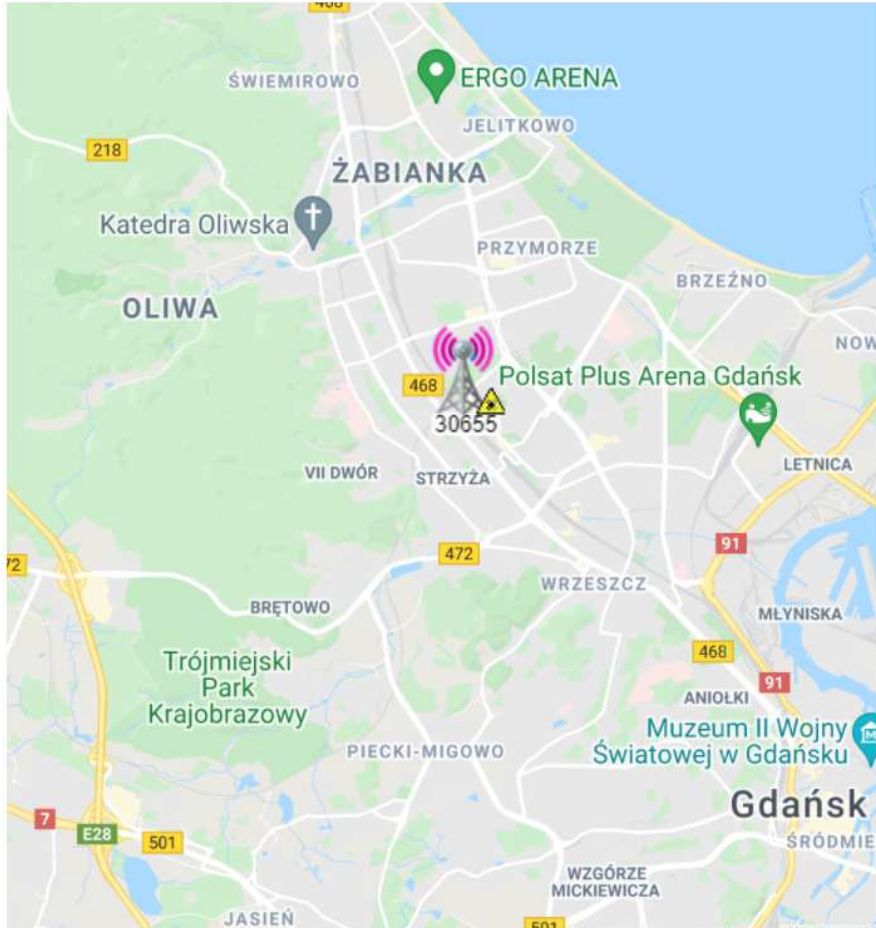 468
ERGO ARENA
ŚWIEMIROWO
JELITKOWO
218
ŻABIANKA
Katedra Oliwska
PRZYMORZE
BRZEŹNO
OLIWA
NOW
468
Polsat Plus Arena Gdańsk
30655
VII DWÓR
STRZYŻA
LETNICA
91
472
72
WRZESZCZ
BRĘTOWO
MŁYNISKA
468
Trójmiejski
Park
Krajobrazowy
91
ANIOŁKI
Muzeum II Wojny
Światowej w Gdańsku
M
PIECKI-MIGOWO
Gdańsk
7
E28
501
ŚRÓDMIE
WZGÓRZE
MICKIEWICZA
JASIEŃ
501